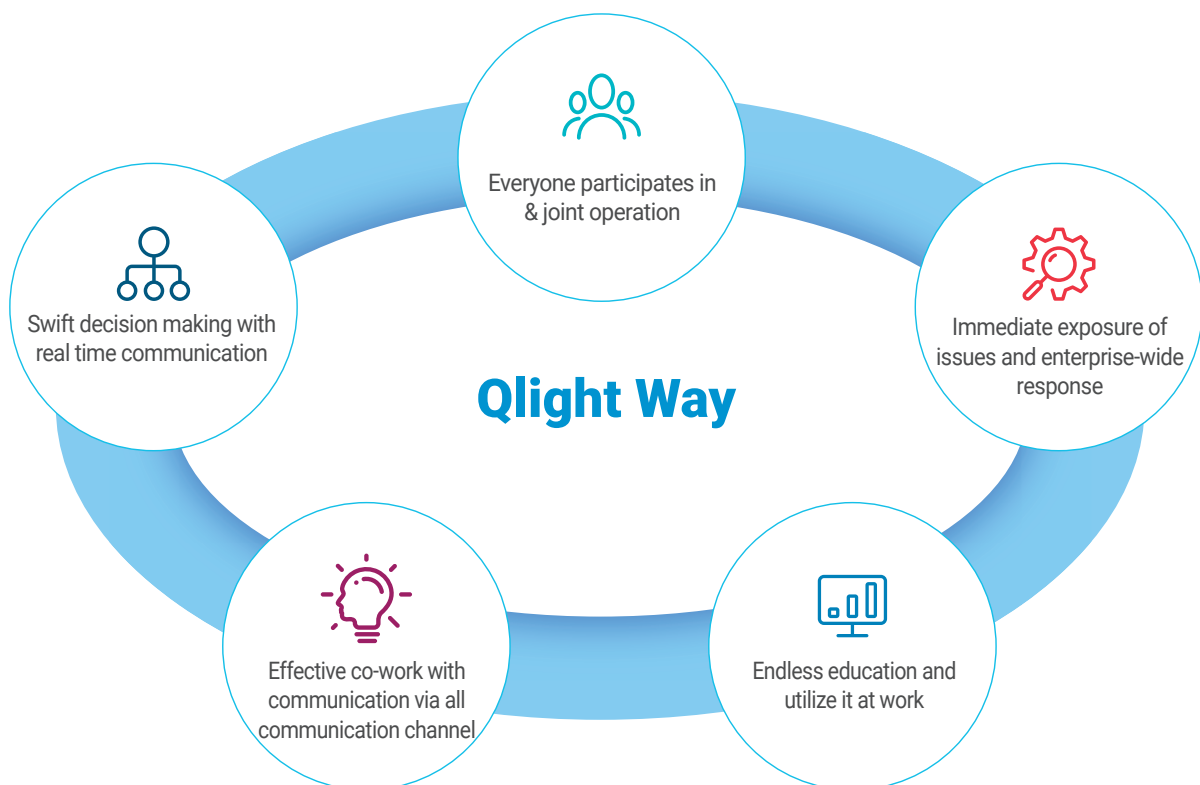 Everyone participates in
& joint operation
Swift decision making with
real time communication
Immediate exposure of
issues and enterprise-wide
response
Qlight Way
Effective co-work with
communication via all
communication channel
Endless education and
utilize it at work